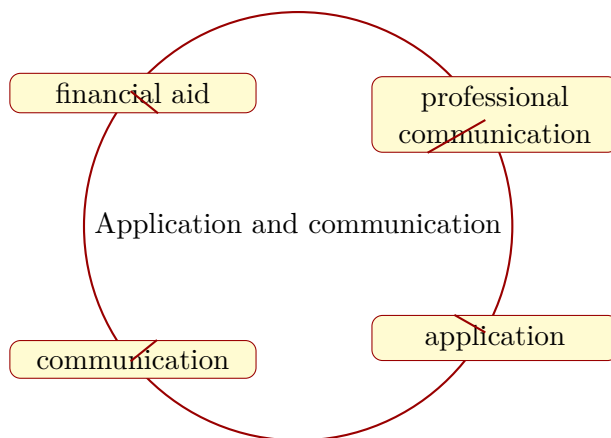 financial aid
professional
communication
Application and communication
communication
application